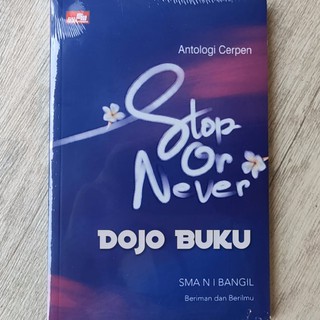 Antologi Cerpen
Stop
Or
Never
DOJO BUKU
SMA N I BANGIL
Beriman dan Berilmu